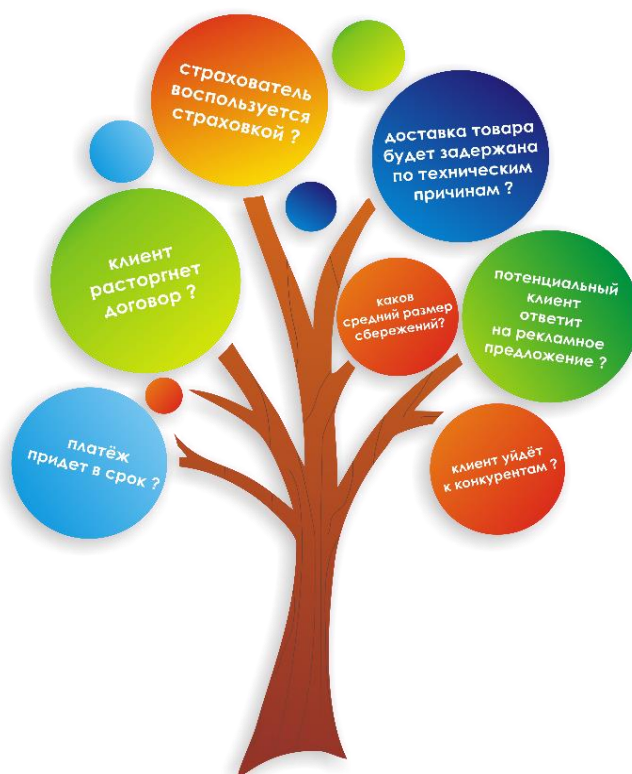 страхователь
воспользуется
страховкой ?
доставка товара
будет задержана
по техническим
причинам ?
клиент
расторгнет
договор ?
каков
средний размер
сбережений?
потенциальный
клиент
ответит
на рекламное
предложение ?
платёж
придет в срок ?
клиент уйдёт
к конкурентам ?